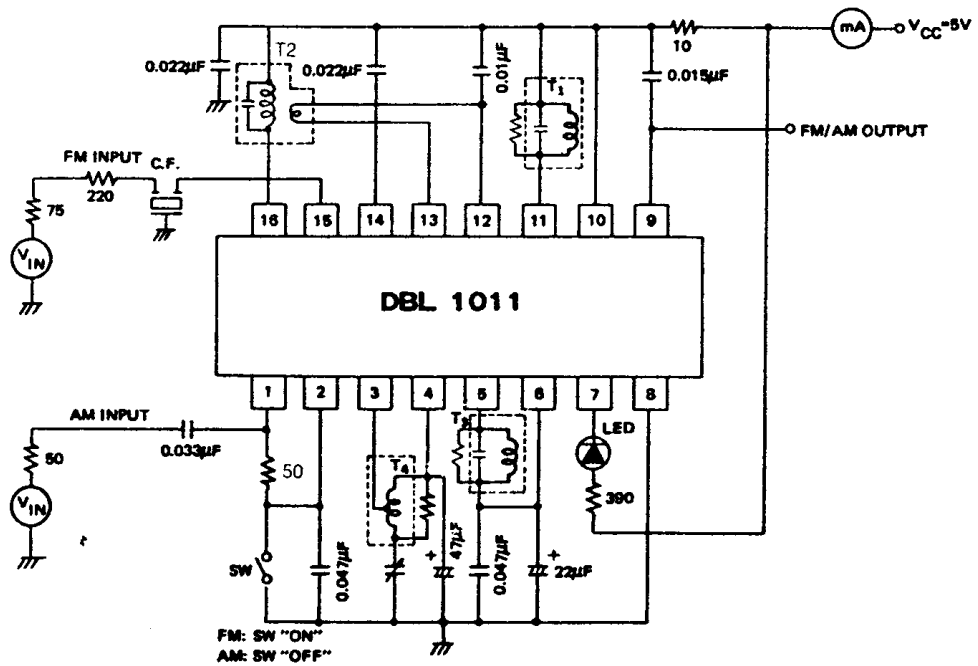 mA
VCC=5V
10
T2
0.022µF
0.022µF
0.01µF
T1
0.015µF
FM/AM OUTPUT
FM INPUT
C.F.
220
75
VIN
16 15 14 13 12 11 10 9
DBL 1011
1 2 3 4 5 6 7 8
AM INPUT
0.033µF
50
50
VIN
T4
LED
390
SW
0.047µF
47µF
+
0.047µF
+
22µF
FM: SW "ON"
AM: SW "OFF"